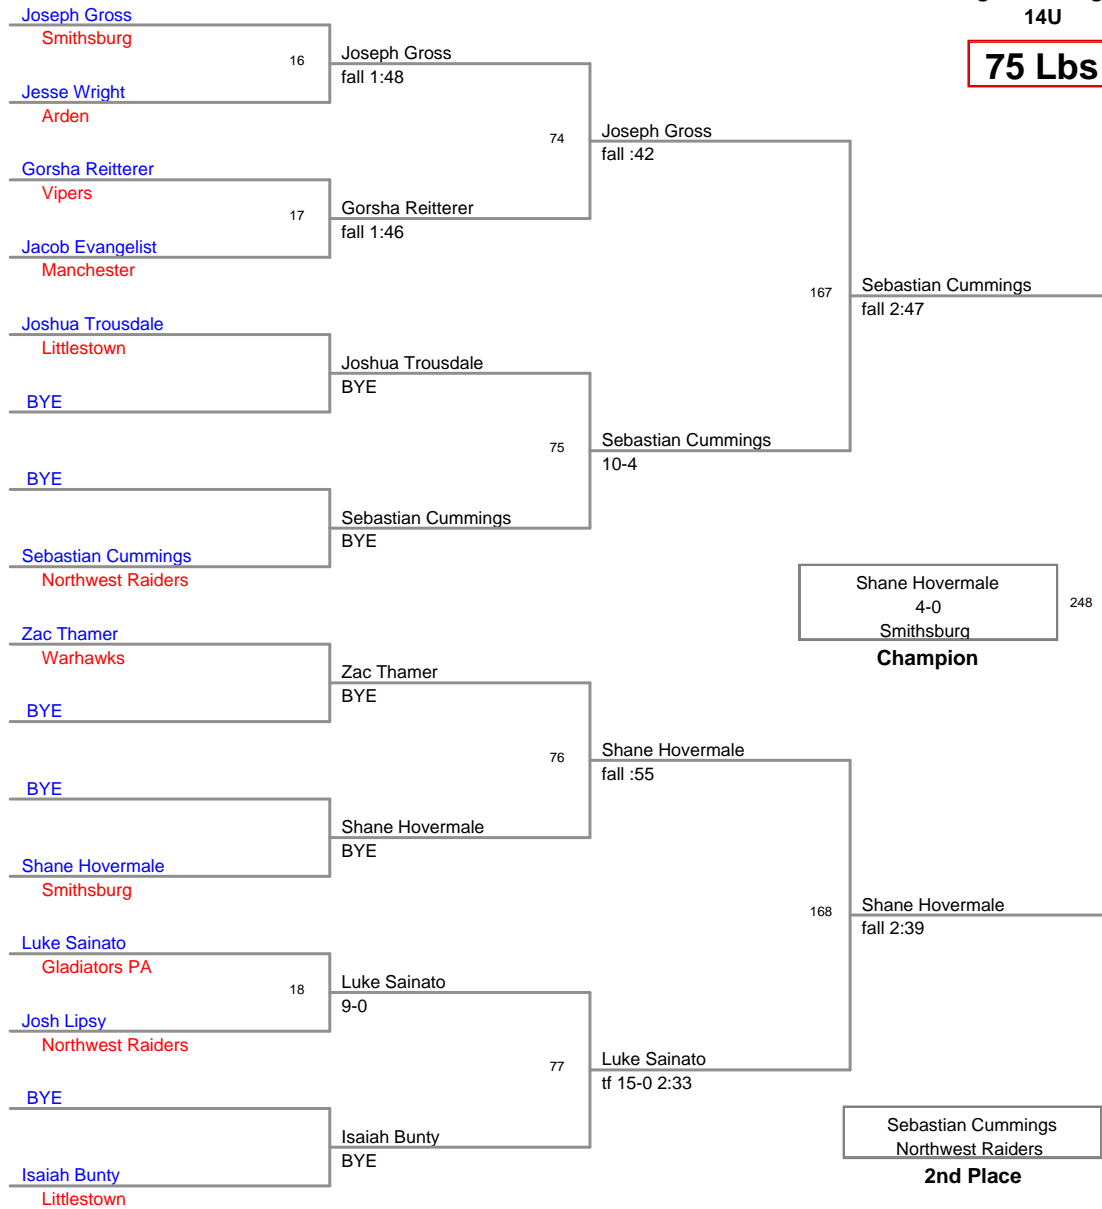 14U
75 Lbs
Joseph Gross
Smithsburg
16
Jesse Wright
Arden
Joseph Gross
fall 1:48
Gorsha Reitterer
Vipers
17
Jacob Evangelist
Manchester
Gorsha Reitterer
fall 1:46
74
Joseph Gross
fall :42
Joshua Trousdale
Littlestown
BYE
Joshua Trousdale
BYE
BYE
Sebastian Cummings
Northwest Raiders
Sebastian Cummings
BYE
75
Sebastian Cummings
10-4
167
Sebastian Cummings
fall 2:47
Zac Thamer
Warhawks
BYE
Zac Thamer
BYE
BYE
Shane Hovermale
Smithsburg
Shane Hovermale
BYE
76
Shane Hovermale
fall :55
Luke Sainato
Gladiators PA
18
Josh Lipsy
Northwest Raiders
Luke Sainato
9-0
BYE
Isaiah Bunty
Littlestown
Isaiah Bunty
BYE
77
Luke Sainato
tf 15-0 2:33
168
Shane Hovermale
fall 2:39
Shane Hovermale
4-0
Smithsburg
248
Champion
Sebastian Cummings
Northwest Raiders
2nd Place